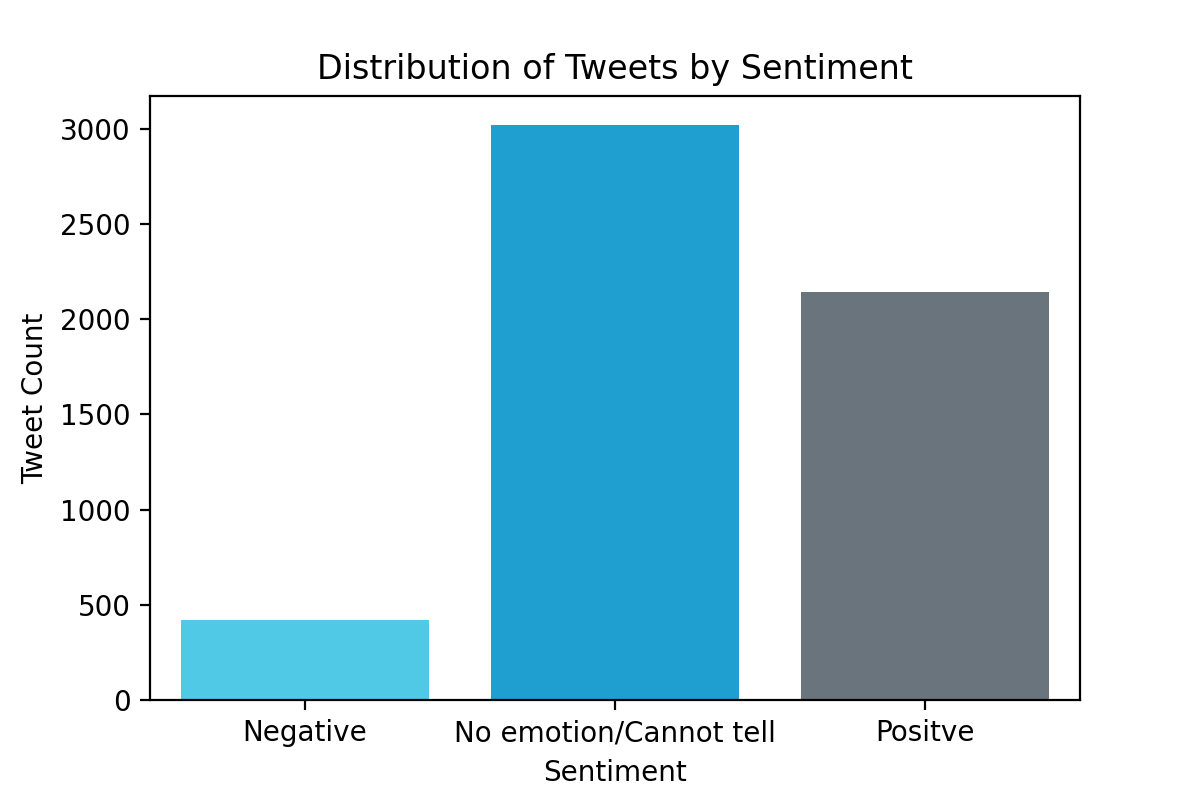 Distribution of Tweets by Sentiment
3000
2500
2000
1500
1000
500
0
Tweet Count
Negative
No emotion/Cannot tell
Positve
Sentiment